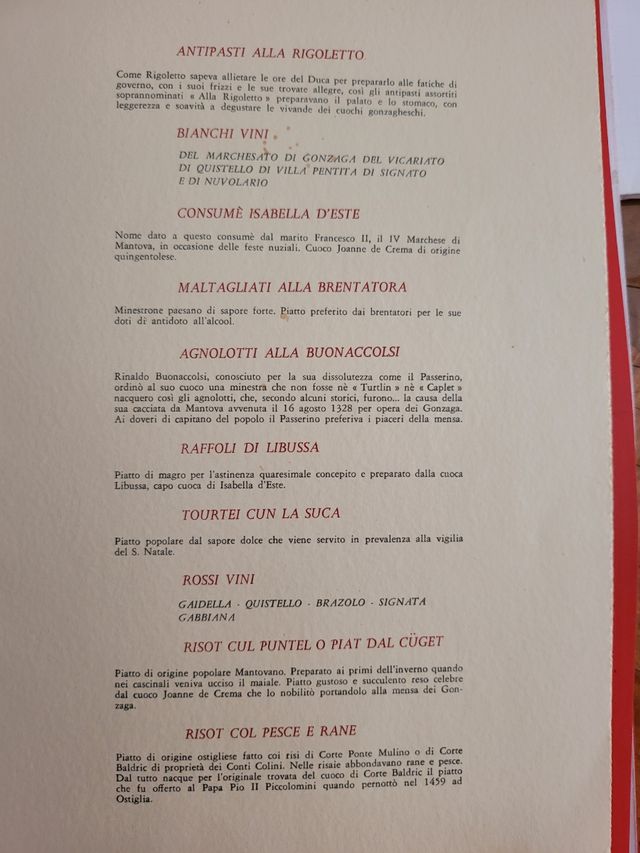 ANTIPASTI ALLA RIGOLETTO
Come Rigoletto sapeva allietare le ore del Duca per prepararlo alle fatiche di
governo, con i suoi frizzi e le sue trovate allegre, così gli antipasti assortiti
soprannominati « Alla Rigoletto » preparavano il palato e lo stomaco, con
leggerezza e soavità a degustare le vivande dei cuochi gonzagheschi.
BIANCHI VINI
DEL MARCHESATO DI GONZAGA DEL VICARIATO
DI QUISTELLO DI VILLA PENTITA DI SIGNATO
E DI NUVOLARIO
CONSUMÈ ISABELLA D'ESTE
Nome dato a questo consumè dal marito Francesco II, il IV Marchese di
Mantova, in occasione delle feste nuziali. Cuoco Joanne de Crema di origine
quingentolese.
MALTAGLIATI ALLA BRENTATORA
Minestrone paesano di sapore forte. Piatto preferito dai brentatori per le sue
doti di antidoto all'alcool.
AGNOLOTTI ALLA BUONACCOLSI
Rinaldo Buonaccolsi, conosciuto per la sua dissolutezza come il Passerino,
ordinò al suo cuoco una minestra che non fosse nè « Turtlin » nè « Caplet »
nacquero così gli agnolotti, che, secondo alcuni storici, furono... la causa della
sua cacciata da Mantova avvenuta il 16 agosto 1328 per opera dei Gonzaga.
Ai doveri di capitano del popolo il Passerino preferiva i piaceri della mensa.
RAFFOLI DI LIBUSSA
Piatto di magro per l'astinenza quaresimale concepito e preparato dalla cuoca
Libussa, capo cuoca di Isabella d'Este.
TOURTEI CUN LA SUCA
Piatto popolare dal sapore dolce che viene servito in prevalenza alla vigilia
del S. Natale.
ROSSI VINI
GAIDELLA - QUISTELLO - BRAZOLO - SIGNATA
GABBIANA
RISOT CUL PUNTEL O PIAT DAL CÜGET
Piatto di origine popolare Mantovano. Preparato ai primi dell'inverno quando
nei cascinali veniva ucciso il maiale. Piatto gustoso e succulento reso celebre
dal cuoco Joanne de Crema che lo nobilitò portandolo alla mensa dei Gon-
zaga.
RISOT COL PESCE E RANE
Piatto di origine ostigliese fatto coi risi di Corte Ponte Mulino o di Corte
Baldric di proprietà dei Conti Colini. Nelle risaie abbondavano rane e pesce.
Dal tutto nacque per l'originale trovata del cuoco di Corte Baldric il piatto
che fu offerto al Papa Pio II Piccolomini quando pernottò nel 1459 ad
Ostiglia.